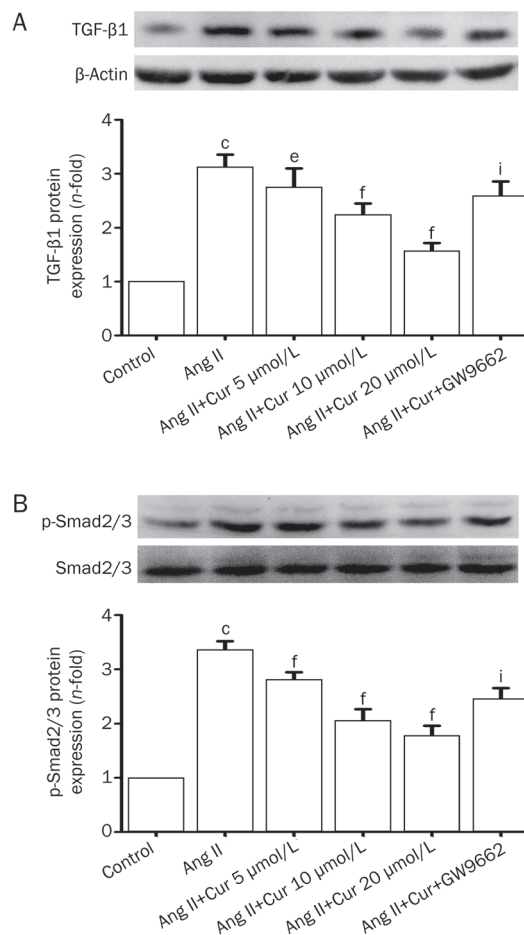 A
TGF-β1
β-Actin
TGF-β1 protein
expression (n-fold)
4
3
2
1
0
c
e
f
f
i
Control
Ang II
Ang II+Cur 5 μmol/L
Ang II+Cur 10 μmol/L
Ang II+Cur 20 μmol/L
Ang II+Cur+GW9662
B
p-Smad2/3
Smad2/3
p-Smad2/3 protein
expression (n-fold)
4
3
2
1
0
c
f
f
f
i
Control
Ang II
Ang II+Cur 5 μmol/L
Ang II+Cur 10 μmol/L
Ang II+Cur 20 μmol/L
Ang II+Cur+GW9662